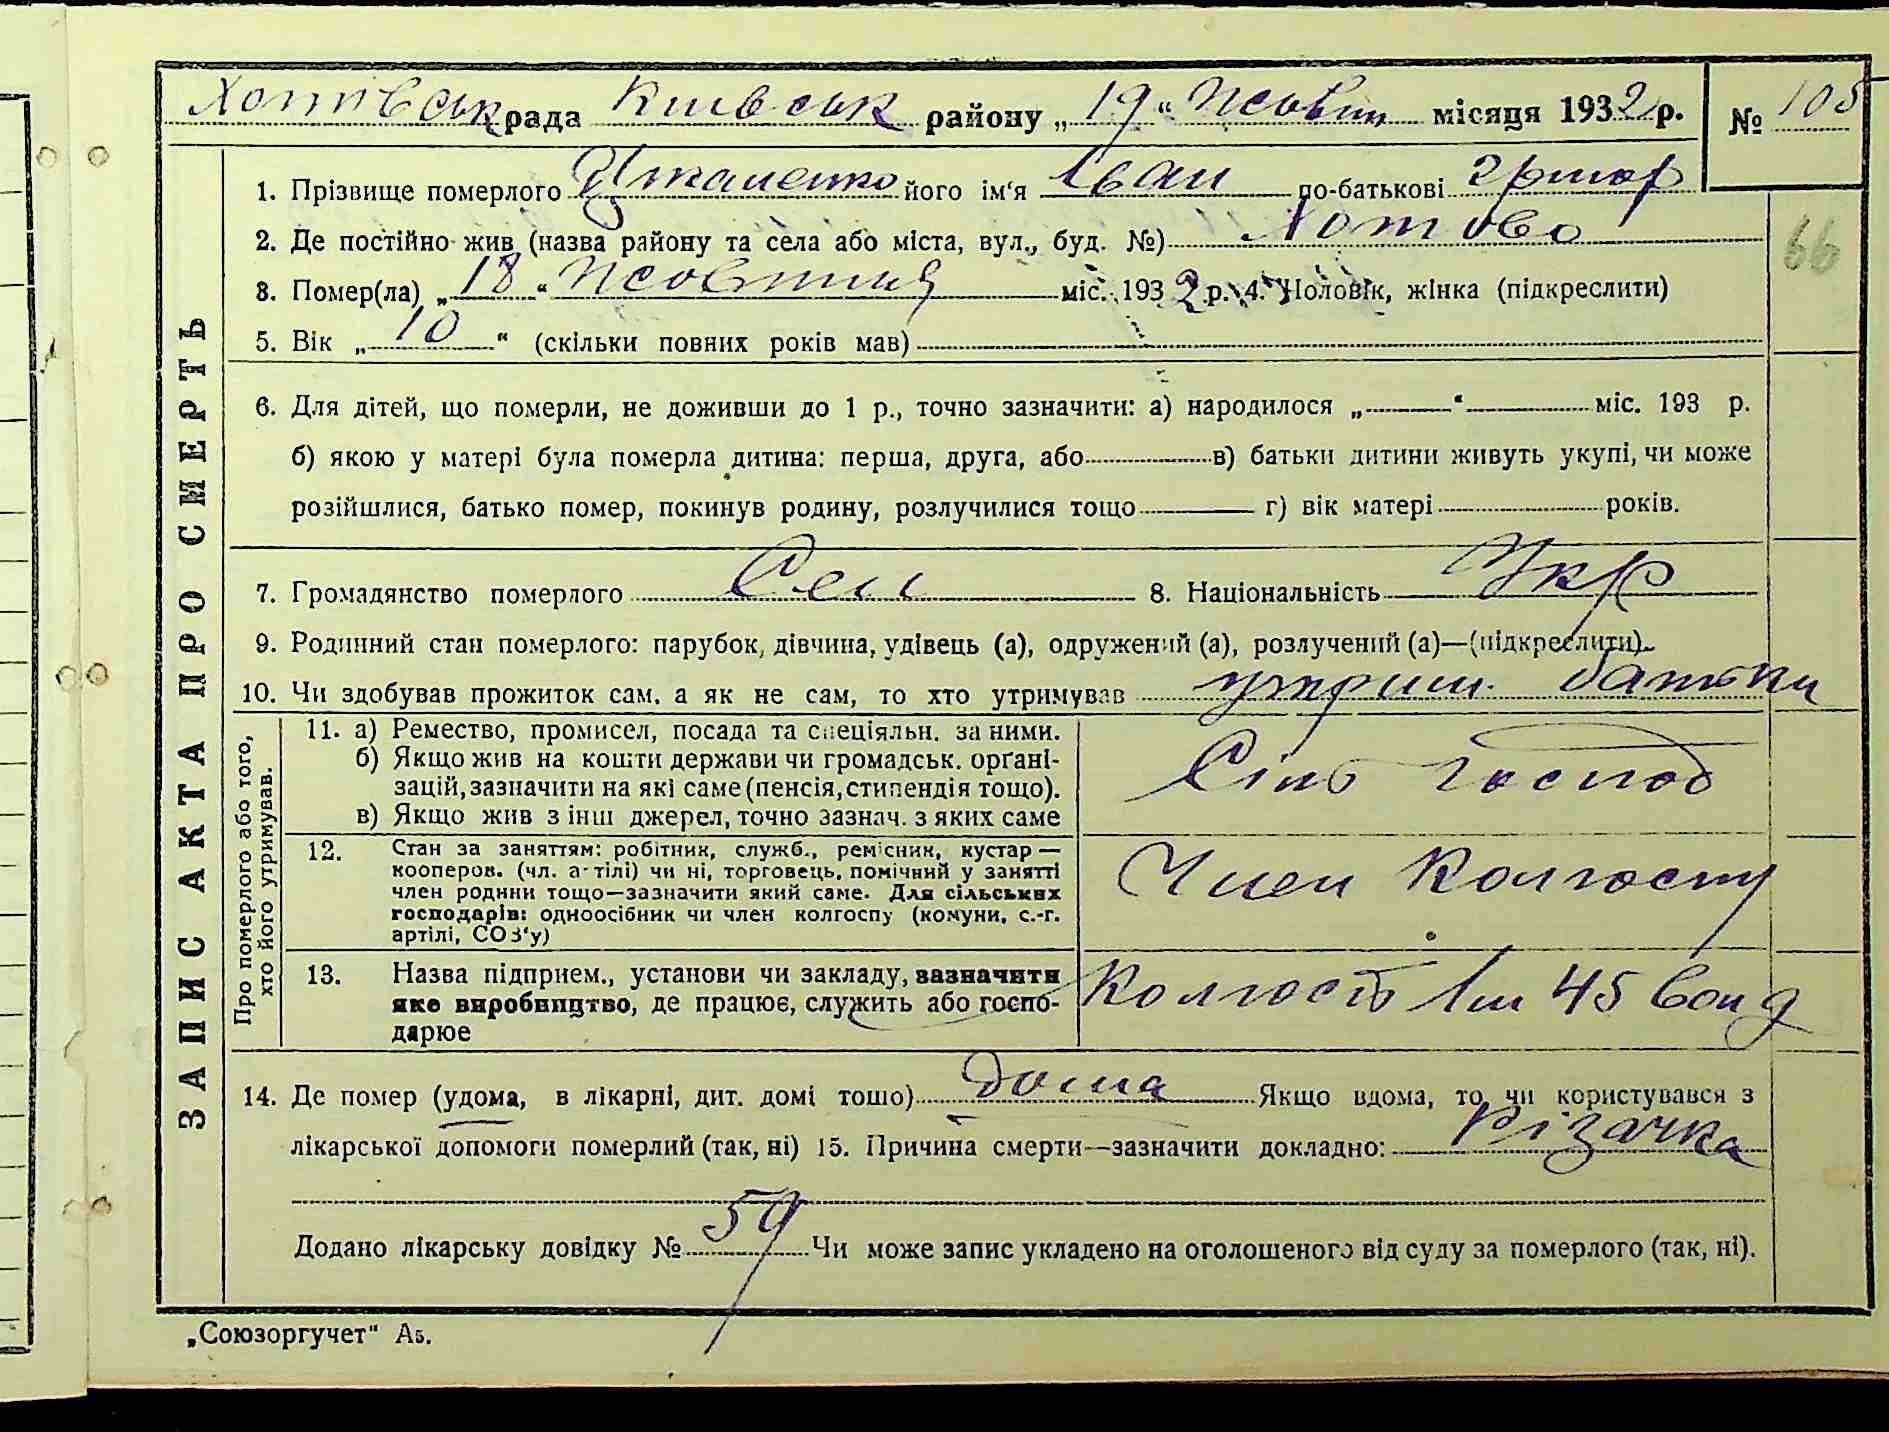 Хотівськ рада Київськ району „19“ Жовтн місяця 1932 р. № 105
1. Прізвище померлого його ім'я Іван по-батькові Григор
66
2. Де постійно жив (назва району та села або міста, вул., буд. №) Хотово
3. Помер(ла) „18“ Жовтня міс. 1932 р. 4. Чоловік, жінка (підкреслити)
5. Вік „10“ (скільки повних років мав)
6. Для дітей, що померли, не доживши до 1 р., точно зазначити: а) народилося „ “ міс. 193 р.
б) якою у матері була померла дитина: перша, друга, або в) батьки дитини живуть укупі, чи може
розійшлися, батько помер, покинув родину, розлучилися тощо г) вік матері років.
7. Громадянство померлого Сел 8. Національність Укр
9. Родинний стан померлого: парубок, дівчина, удівець (а), одружений (а), розлучений (а)—(підкреслити)
10. Чи здобував прожиток сам, а як не сам, то хто утримував утрим. батьки
ЗАПИС АКТА ПРО СМЕРТЬ
Про померлого або того,
хто його утримував.
11. а) Ремество, промисел, посада та спеціяльн. за ними.
б) Якщо жив на кошти держави чи громадськ. орґані-
зацій, зазначити на які саме (пенсія, стипендія тощо).
в) Якщо жив з інш джерел, точно зазнач. з яких саме
Сіль господ
12. Стан за заняттям: робітник, служб., ремісник, кустар—
кооперов. (чл. артілі) чи ні, торговець, помічний у занятті
член родини тощо—зазначити який саме. Для сільських
господарів: одноосібник чи член колгоспу (комуни, с.-г.
артілі, СОЗ'у)
Член Колгоспу
13. Назва підприєм., установи чи закладу, зазначити
яке виробництво, де працює, служить або госпо-
дарює
Колгосп Ім 45 див
14. Де помер (удома, в лікарні, дит. домі тощо) дома Якщо вдома, то чи користувався з
лікарської допомоги померлий (так, ні) 15. Причина смерти—зазначити докладно: Різачка
Додано лікарську довідку № 59 Чи може запис укладено на оголошеного від суду за померлого (так, ні).
„Союзоргучет“ А5.